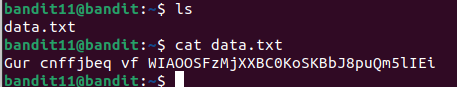 bandit11@bandit:~$ ls
data.txt
bandit11@bandit:~$ cat data.txt
Gur cnffjbeq vf WIAOOSFzMjXXBC0KoSKBbJ8puQm5lIEi
bandit11@bandit:~$